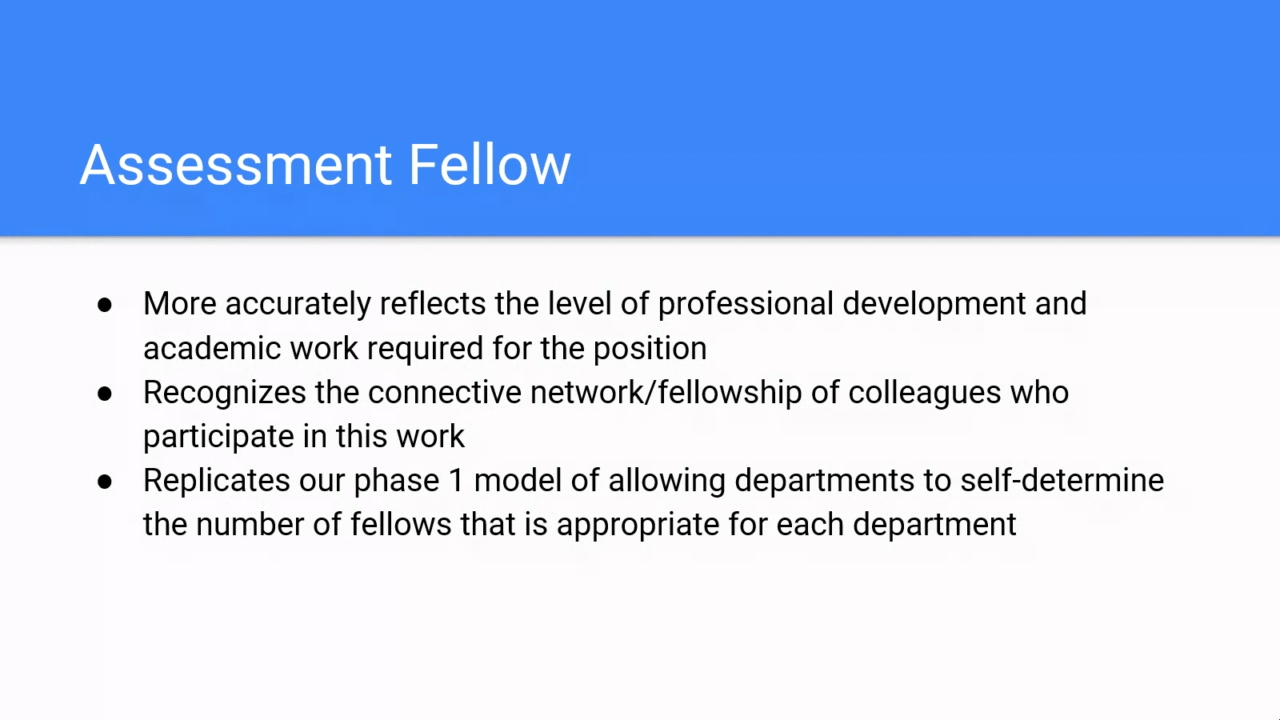 Assessment Fellow
● More accurately reflects the level of professional development and
academic work required for the position
● Recognizes the connective network/fellowship of colleagues who
participate in this work
● Replicates our phase 1 model of allowing departments to self-determine
the number of fellows that is appropriate for each department